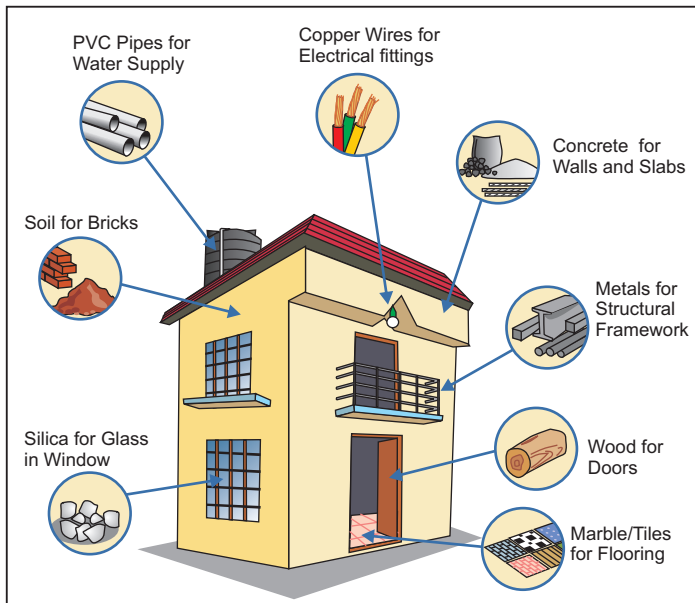 PVC Pipes for
Water Supply
Copper Wires for
Electrical fittings
Concrete for
Walls and Slabs
Soil for Bricks
Metals for
Structural
Framework
Silica for Glass
in Window
Wood for
Doors
Marble/Tiles
for Flooring